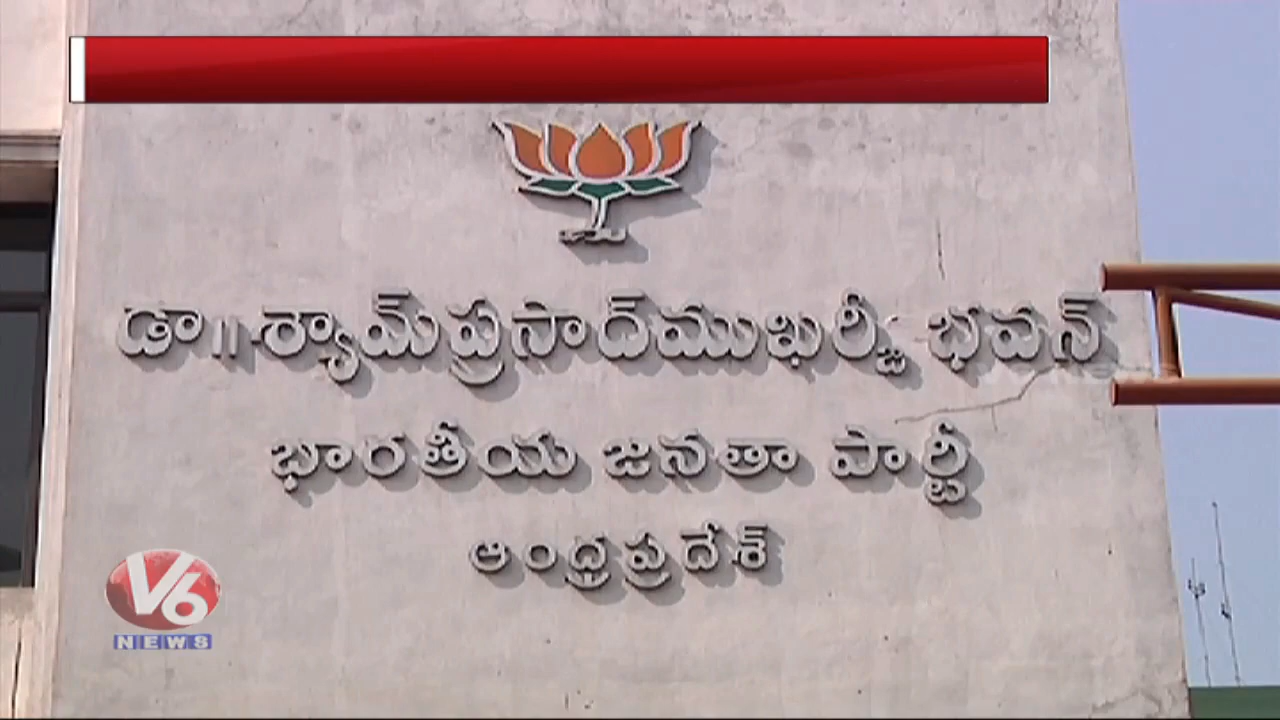 డా॥శ్యామ్‌ప్రసాద్‌ముఖర్జీ భవన్
భారతీయ జనతా పార్టీ
ఆంధ్రప్రదేశ్
V6
NEWS